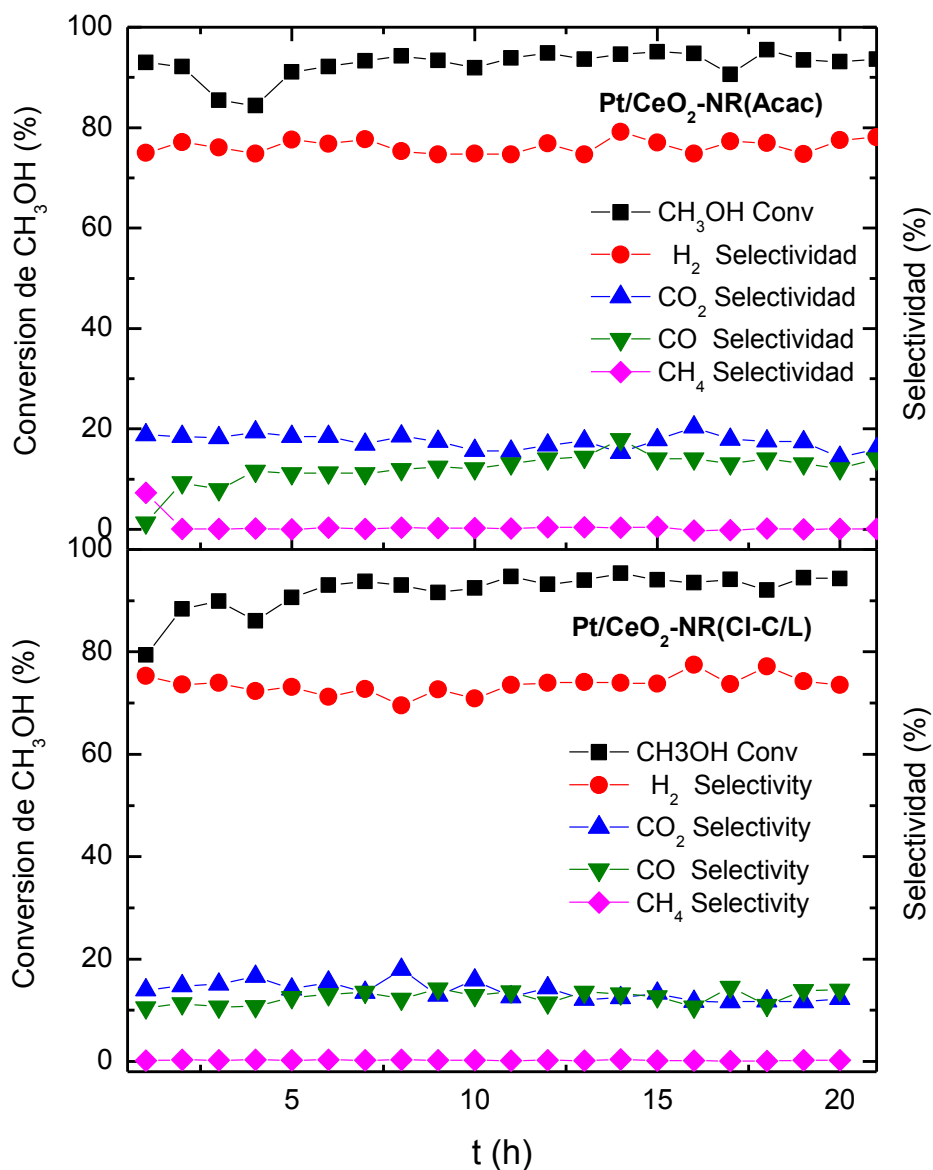 100
80
60
40
20
0
Conversion de CH₃OH (%)
Selectividad (%)
Pt/CeO₂-NR(Acac)
CH₃OH Conv
H₂ Selectividad
CO₂ Selectividad
CO Selectividad
CH₄ Selectividad
100
80
60
40
20
0
Conversion de CH₃OH (%)
Selectividad (%)
Pt/CeO₂-NR(Cl-C/L)
CH3OH Conv
H₂ Selectivity
CO₂ Selectivity
CO Selectivity
CH₄ Selectivity
5 10 15 20
t (h)